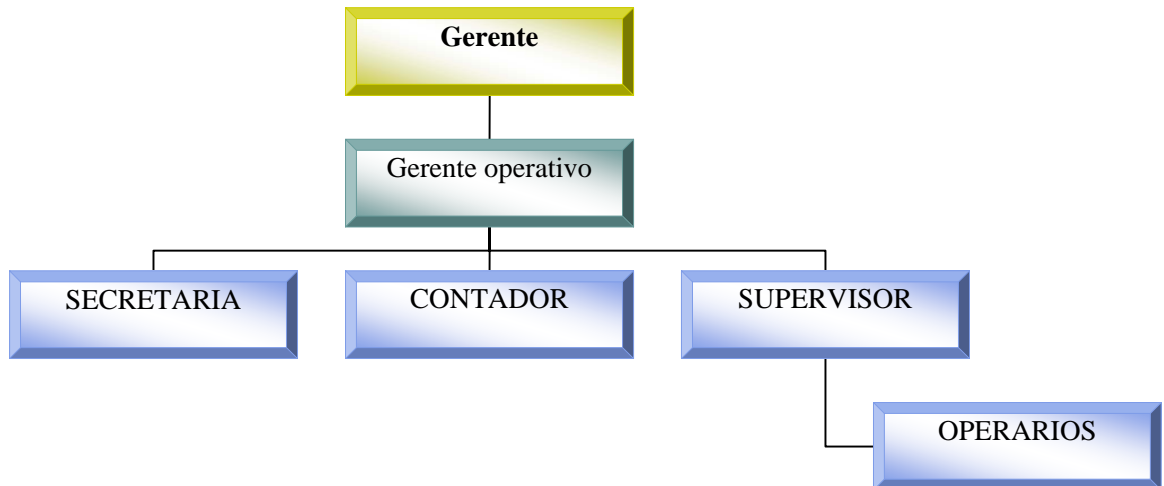 Gerente
Gerente operativo
SECRETARIA
CONTADOR
SUPERVISOR
OPERARIOS